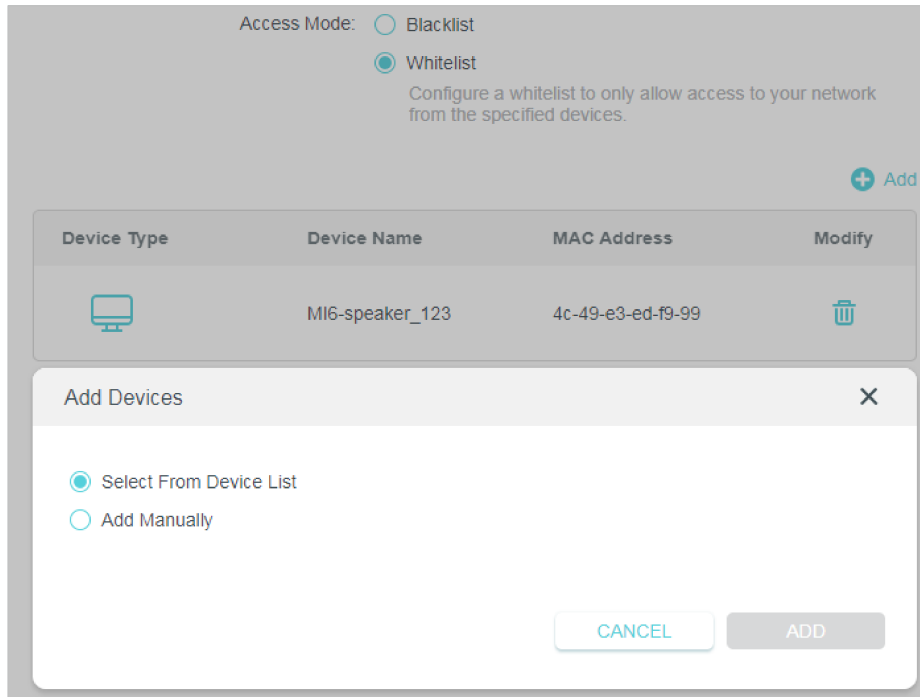 Access Mode: Blacklist
Whitelist
Configure a whitelist to only allow access to your network
from the specified devices.
Add
Device Type Device Name MAC Address Modify
MI6-speaker_123 4c-49-e3-ed-f9-99
Add Devices
Select From Device List
Add Manually
CANCEL ADD